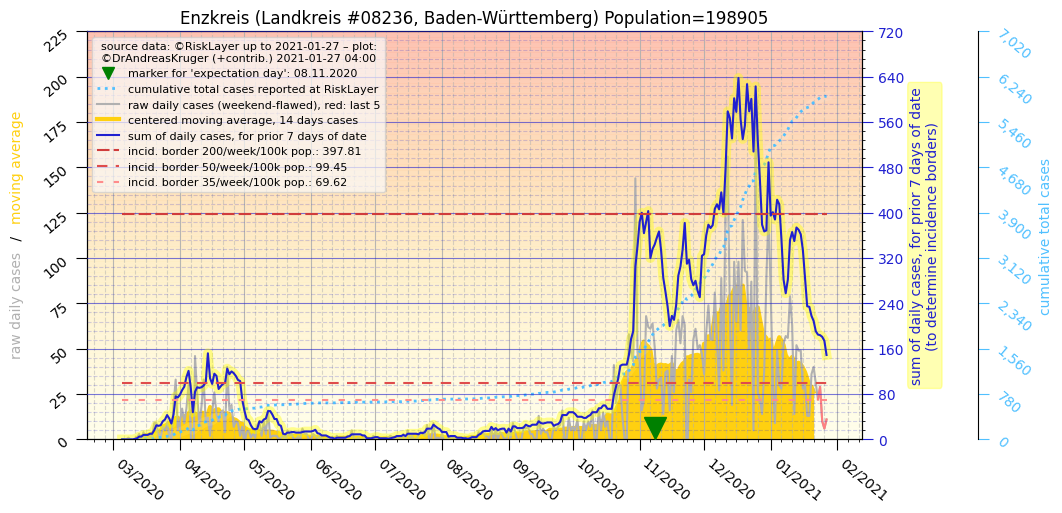 Enzkreis (Landkreis #08236, Baden-Württemberg) Population=198905
source data: ©RiskLayer up to 2021-01-27 – plot:
©DrAndreasKruger (+contrib.) 2021-01-27 04:00
marker for 'expectation day': 08.11.2020
cumulative total cases reported at RiskLayer
raw daily cases (weekend-flawed), red: last 5
centered moving average, 14 days cases
sum of daily cases, for prior 7 days of date
incid. border 200/week/100k pop.: 397.81
incid. border 50/week/100k pop.: 99.45
incid. border 35/week/100k pop.: 69.62
raw daily cases / moving average
225
200
175
150
125
100
75
50
25
0
03/2020
04/2020
05/2020
06/2020
07/2020
08/2020
09/2020
10/2020
11/2020
12/2020
01/2021
02/2021
720
640
560
480
400
320
240
160
80
0
sum of daily cases, for prior 7 days of date
(to determine incidence borders)
7,020
6,240
5,460
4,680
3,900
3,120
2,340
1,560
780
0
cumulative total cases